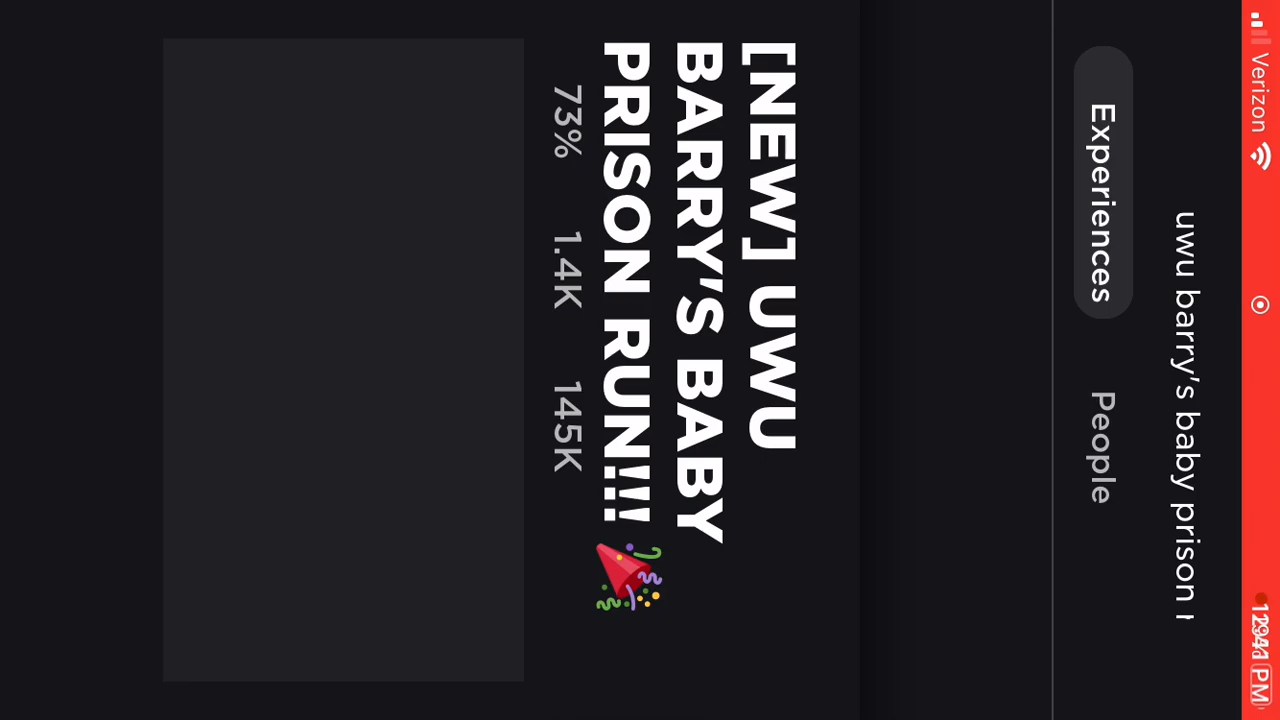 Verizon
uwu barry's baby prison
Experiences People
[NEW] UWU
BARRY'S BABY
PRISON RUN!!! 🎉
73% 1.4K 145K